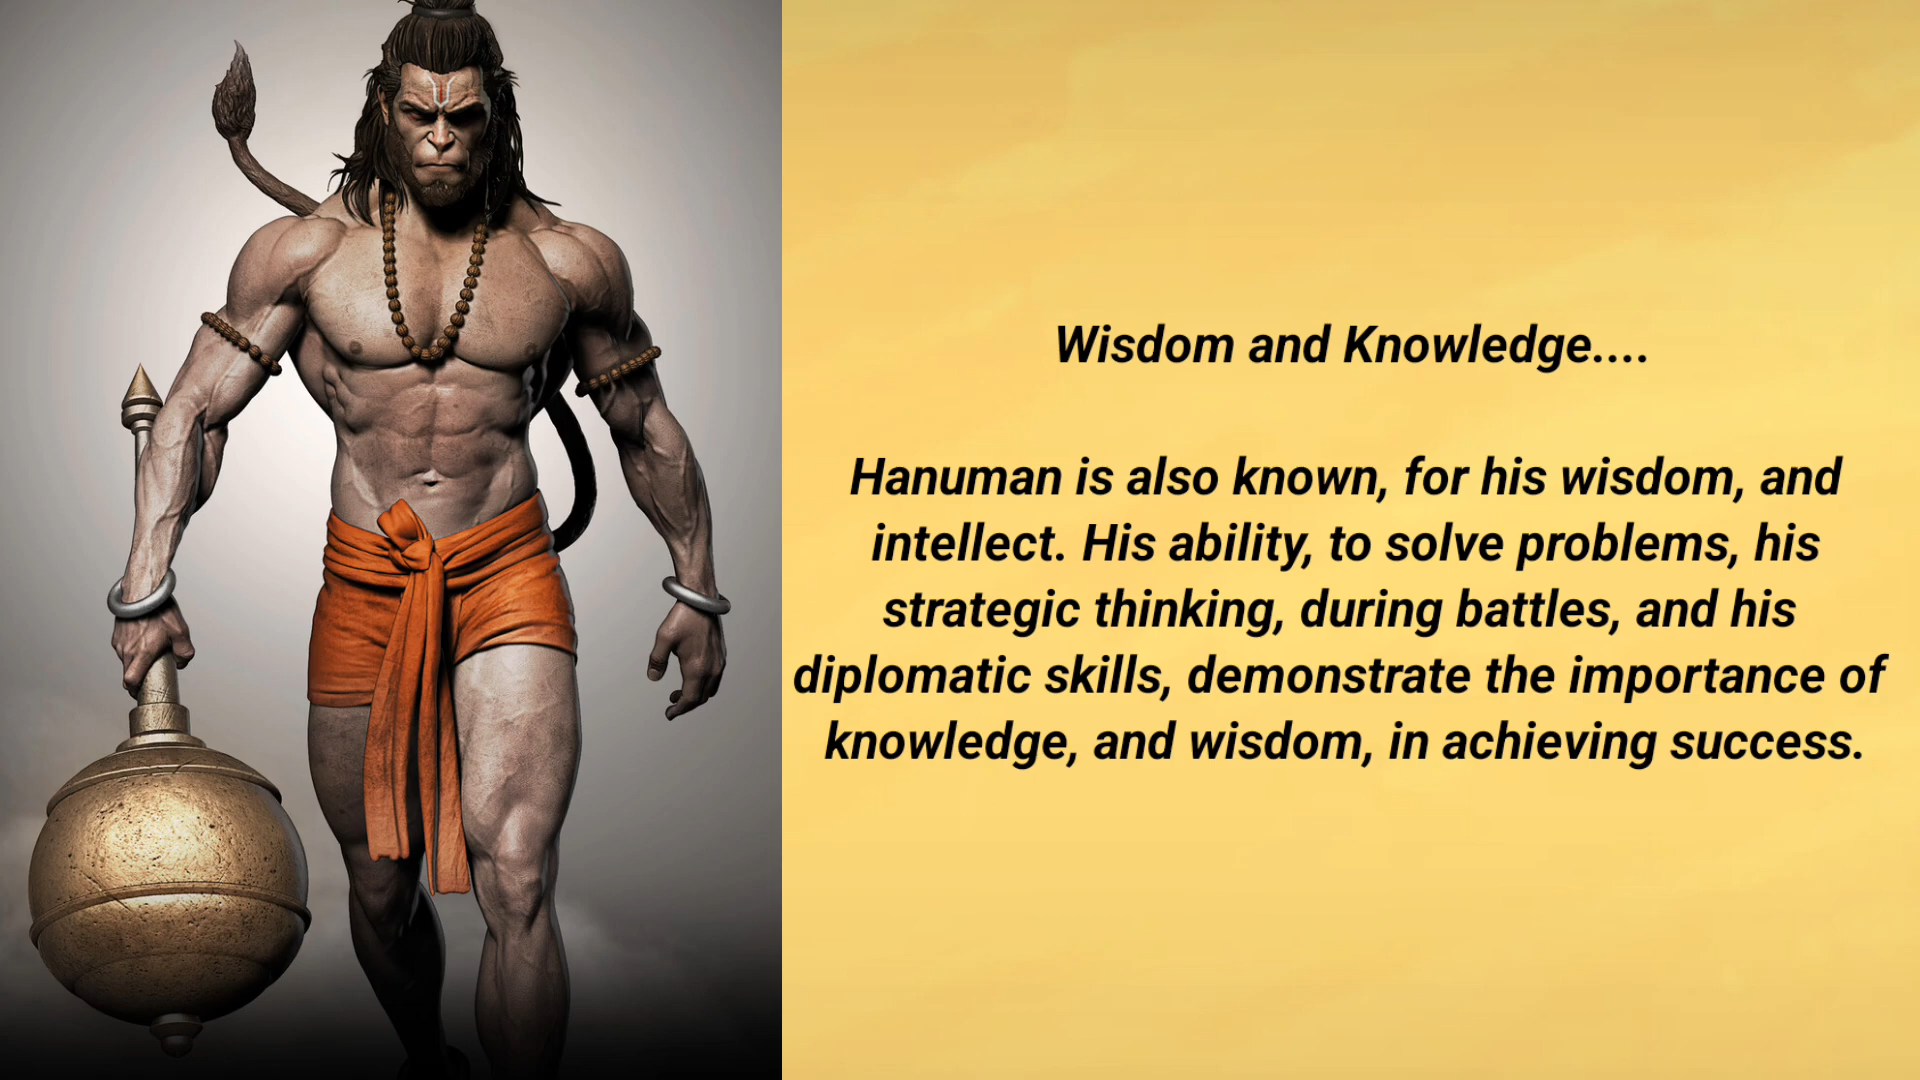 Wisdom and Knowledge....
Hanuman is also known, for his wisdom, and
intellect. His ability, to solve problems, his
strategic thinking, during battles, and his
diplomatic skills, demonstrate the importance of
knowledge, and wisdom, in achieving success.